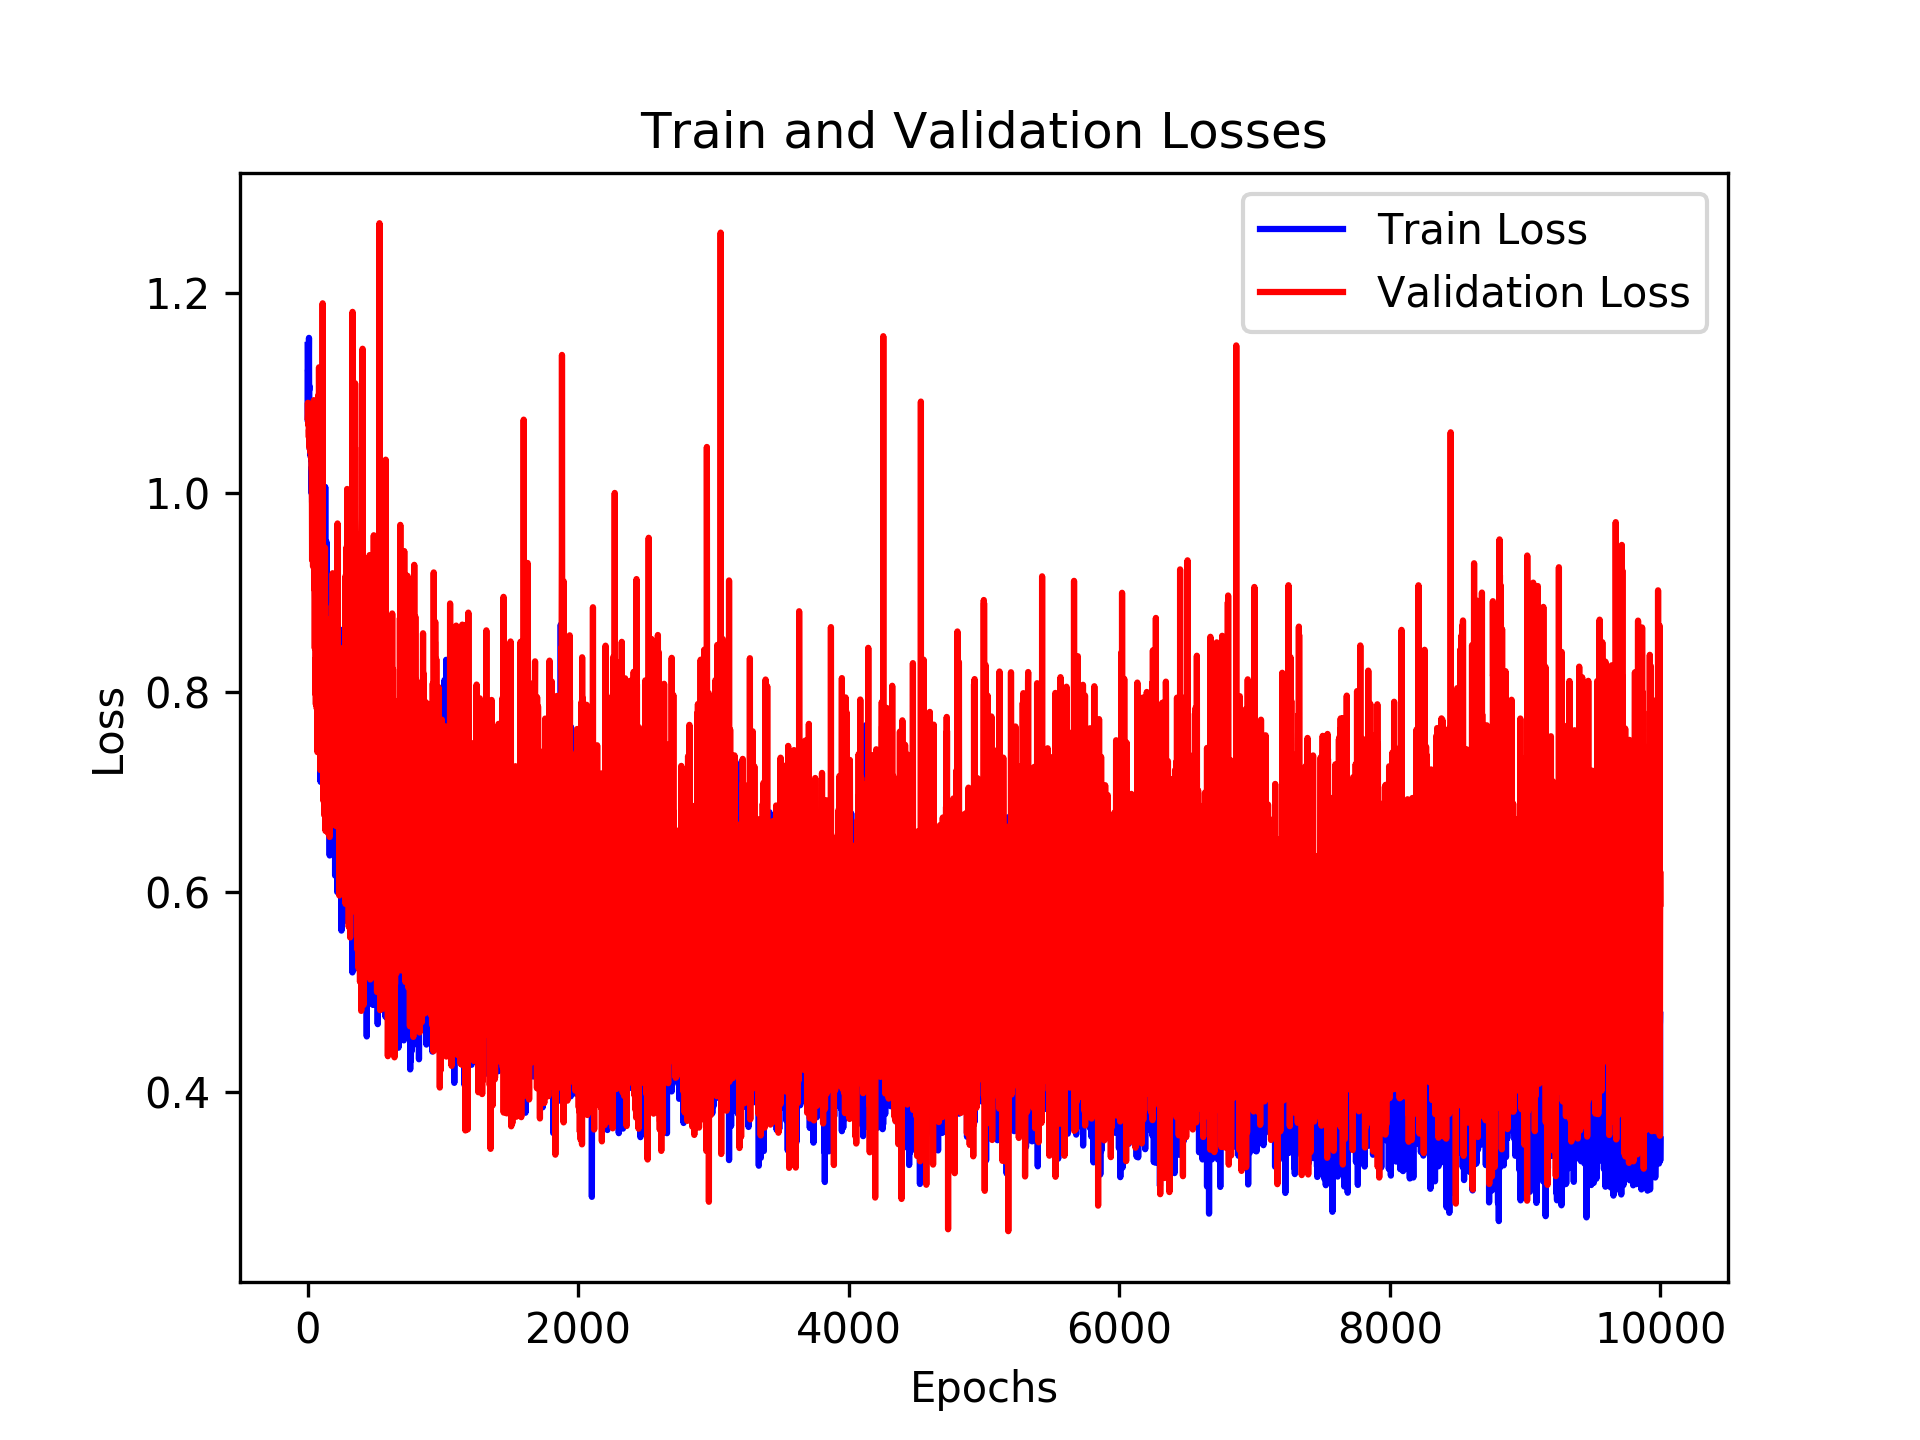 Train and Validation Losses
Train Loss
Validation Loss
1.2
1.0
0.8
0.6
0.4
Loss
0 2000 4000 6000 8000 10000
Epochs